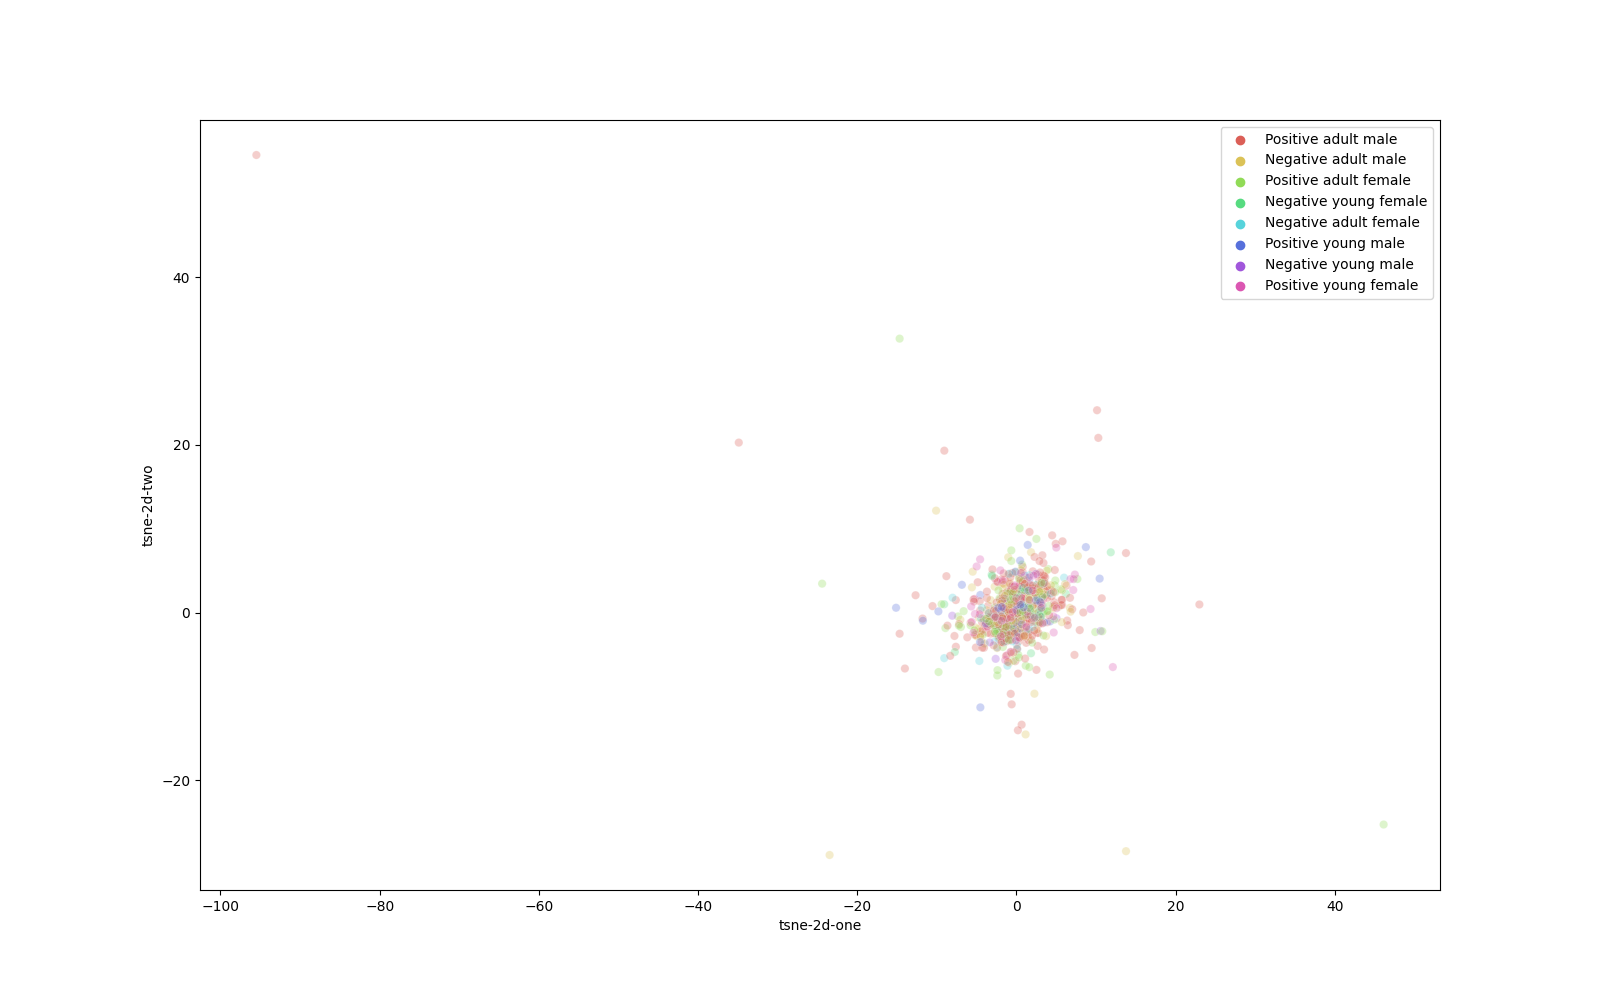 Positive adult male
Negative adult male
Positive adult female
Negative young female
Negative adult female
Positive young male
Negative young male
Positive young female
40
20
0
−20
tsne-2d-two
−100
−80
−60
−40
−20
0
20
40
tsne-2d-one